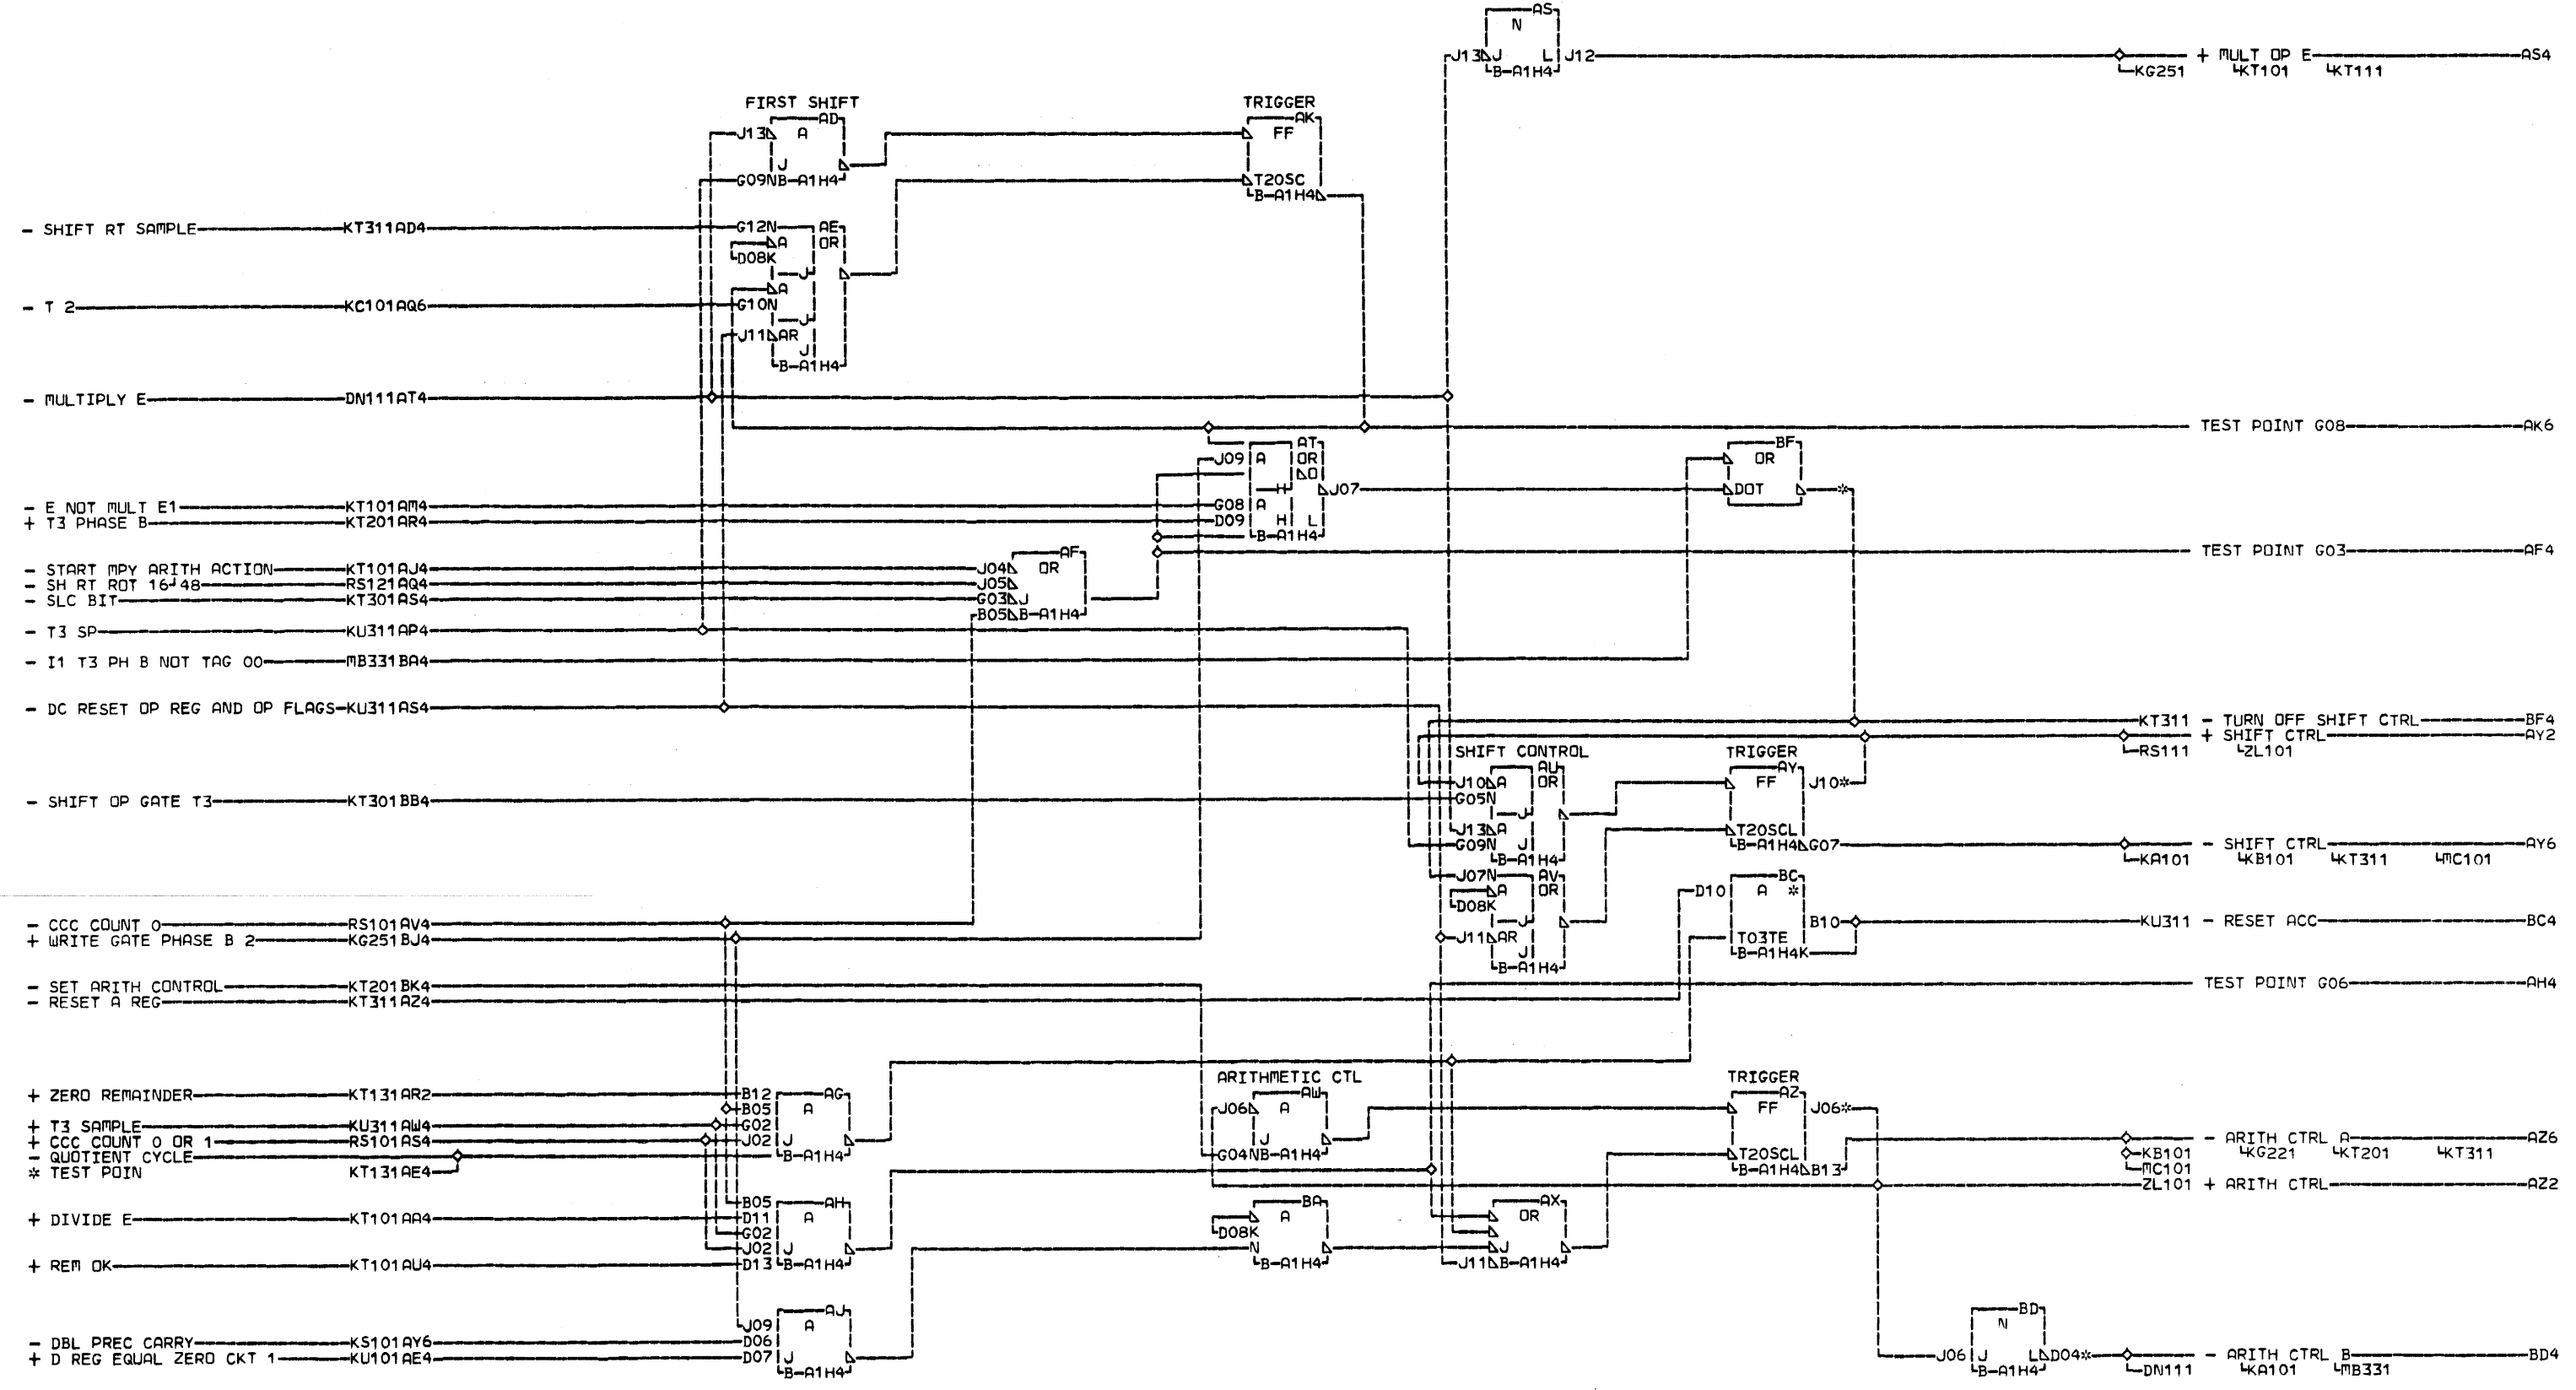 AS
N
J13 J L J12 + MULT OP E AS4
B-A1H4 KG251 KT101 KT111
FIRST SHIFT TRIGGER
AD AK
J13 A FF
J
G09NB-A1H4 T2OSC
B-A1H4
- SHIFT RT SAMPLE KT311AD4 G12N AE
A OR
D08K
J
A
- T 2 KC101AQ6 G10N
J
J11 AR
J
B-A1H4
- MULTIPLY E DN111AT4
TEST POINT G08 AK6
AT BF
J09 A OR OR
O
H J07 DOT *
- E NOT MULT E1 KT101AM4 G08 A
+ T3 PHASE B KT201AR4 D09 H L
B-A1H4
AF TEST POINT G03 AF4
- START MPY ARITH ACTION KT101AJ4 J04 OR
- SH RT ROT 16 48 RS121AQ4 J05
- SLC BIT KT301AS4 G03 J
B05 B-A1H4
- T3 SP KU311AP4
- I1 T3 PH B NOT TAG 00 MB331BA4
- DC RESET OP REG AND OP FLAGS-KU311AS4
KT311 - TURN OFF SHIFT CTRL BF4
+ SHIFT CTRL AY2
SHIFT CONTROL TRIGGER RS111 ZL101
AU AY
J10 A OR FF J10*
- SHIFT OP GATE T3 KT301BB4 G05N
J
J13 A T2OSCL
G09N J B-A1H4 G07 - SHIFT CTRL AY6
B-A1H4 KA101 KB101 KT311 MC101
J07N AV BC
A OR D10 A *
D08K
J
- CCC COUNT 0 RS101AV4 B10 KU311 - RESET ACC BC4
+ WRITE GATE PHASE B 2 KG251BJ4 J11 AR T03TE
J B-A1H4K
B-A1H4
- SET ARITH CONTROL KT201BK4 TEST POINT G06 AH4
- RESET A REG KT311AZ4
ARITHMETIC CTL TRIGGER
+ ZERO REMAINDER KT131AR2 B12 AG AW AZ
B05 A J06 A FF J06*
+ T3 SAMPLE KU311AW4 G02
+ CCC COUNT 0 OR 1 RS101AS4 J02 J J - ARITH CTRL A AZ6
- QUOTIENT CYCLE B-A1H4 G04NB-A1H4 T2OSCL KB101 KG221 KT201 KT311
* TEST POIN KT131AE4 B-A1H4 B13 MC101
ZL101 + ARITH CTRL AZ2
B05 AH BA AX
+ DIVIDE E KT101AA4 D11 A A OR
G02 D08K
J02 J N J
+ REM OK KT101AU4 D13 B-A1H4 B-A1H4 J11 B-A1H4
AJ BD
J09 A N
- DBL PREC CARRY KS101AY6 D06
+ D REG EQUAL ZERO CKT 1 KU101AE4 D07 J J06 J L D04* - ARITH CTRL B BD4
B-A1H4 B-A1H4 DN111 KA101 MB331